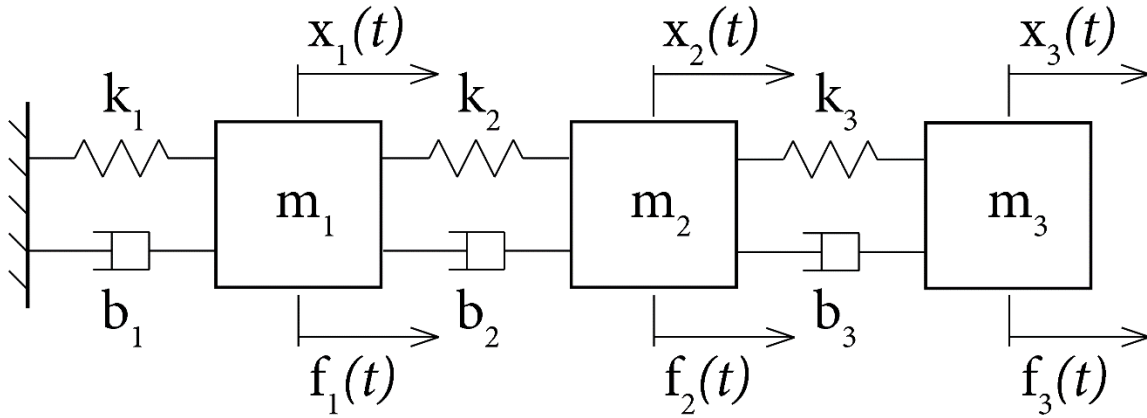 x₁(t) x₂(t) x₃(t)
k₁ k₂ k₃
m₁ m₂ m₃
b₁ b₂ b₃
f₁(t) f₂(t) f₃(t)